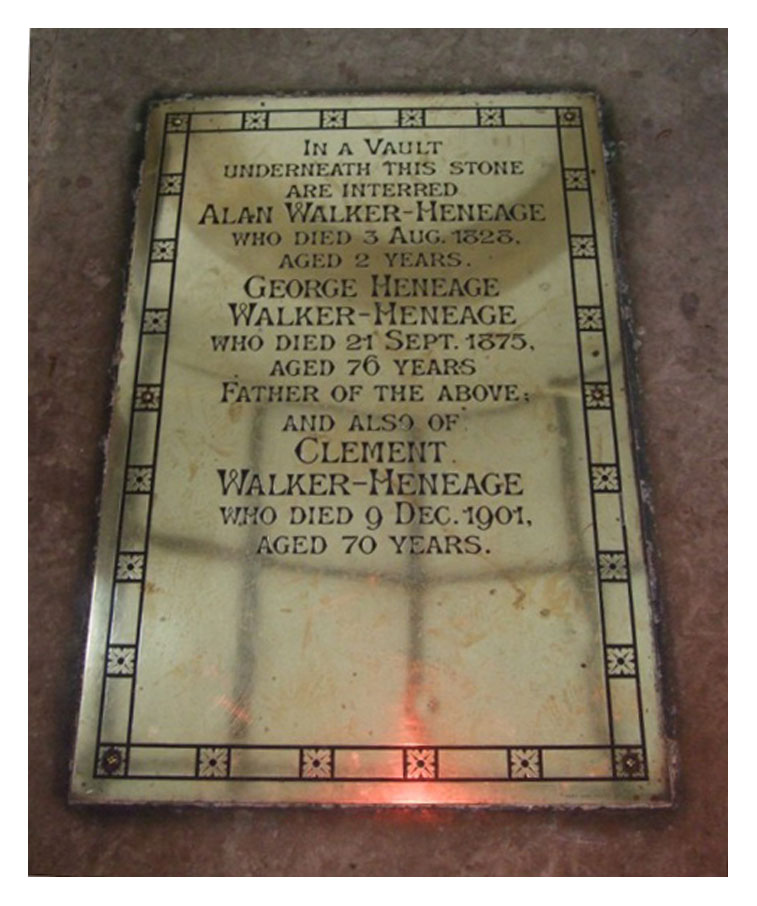 IN A VAULT
UNDERNEATH THIS STONE
ARE INTERRED
ALAN WALKER-HENEAGE
WHO DIED 3 AUG. 1828,
AGED 2 YEARS.
GEORGE HENEAGE
WALKER-HENEAGE
WHO DIED 21 SEPT. 1875,
AGED 76 YEARS
FATHER OF THE ABOVE;
AND ALSO OF
CLEMENT
WALKER-HENEAGE
WHO DIED 9 DEC. 1901,
AGED 70 YEARS.